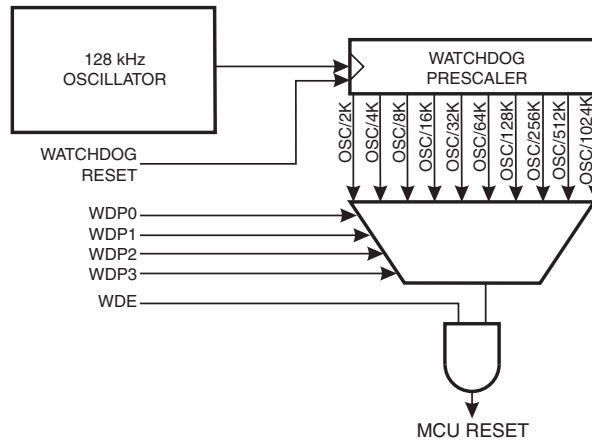 128 kHz
OSCILLATOR
WATCHDOG
PRESCALER
OSC/2K
OSC/4K
OSC/8K
OSC/16K
OSC/32K
OSC/64K
OSC/128K
OSC/256K
OSC/512K
OSC/1024K
WATCHDOG
RESET
WDP0
WDP1
WDP2
WDP3
WDE
MCU RESET